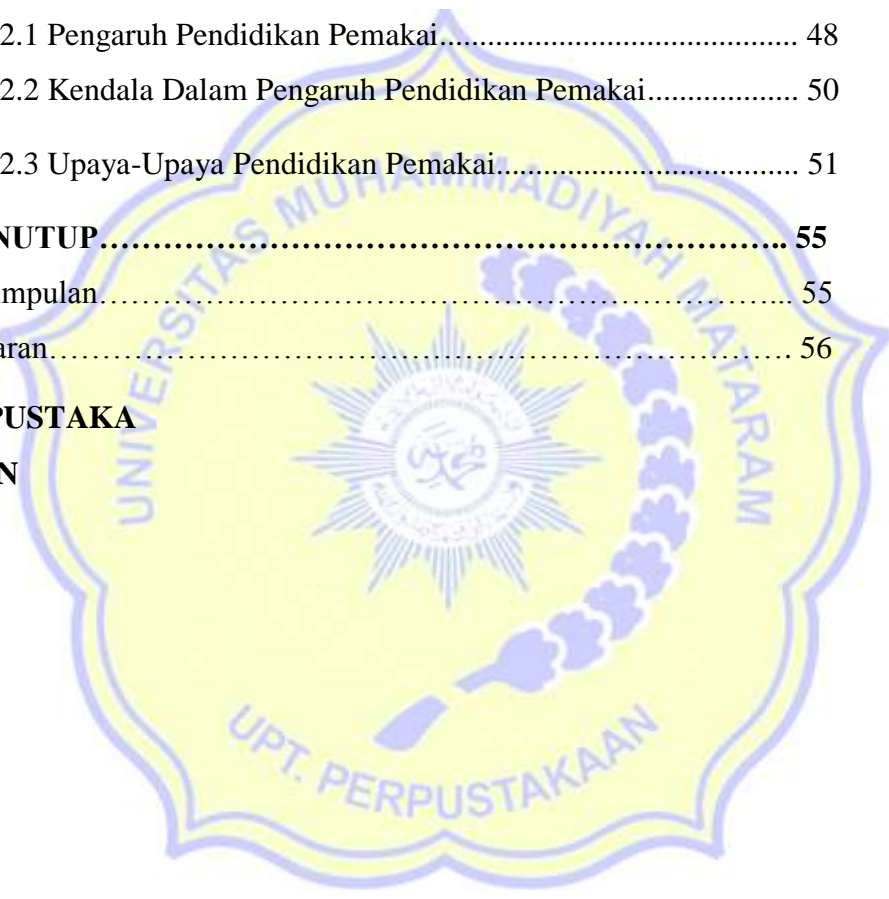 2.1 Pengaruh Pendidikan Pemakai....................................... 48
2.2 Kendala Dalam Pengaruh Pendidikan Pemakai.................. 50
2.3 Upaya-Upaya Pendidikan Pemakai.................................. 51
NUTUP……………………………………………………….. 55
mpulan………………………………………………………... 55
aran……………………………………………………………. 56
PUSTAKA
N
UNIVERSITAS MUHAMMADIYAH MATARAM
UPT. PERPUSTAKAAN